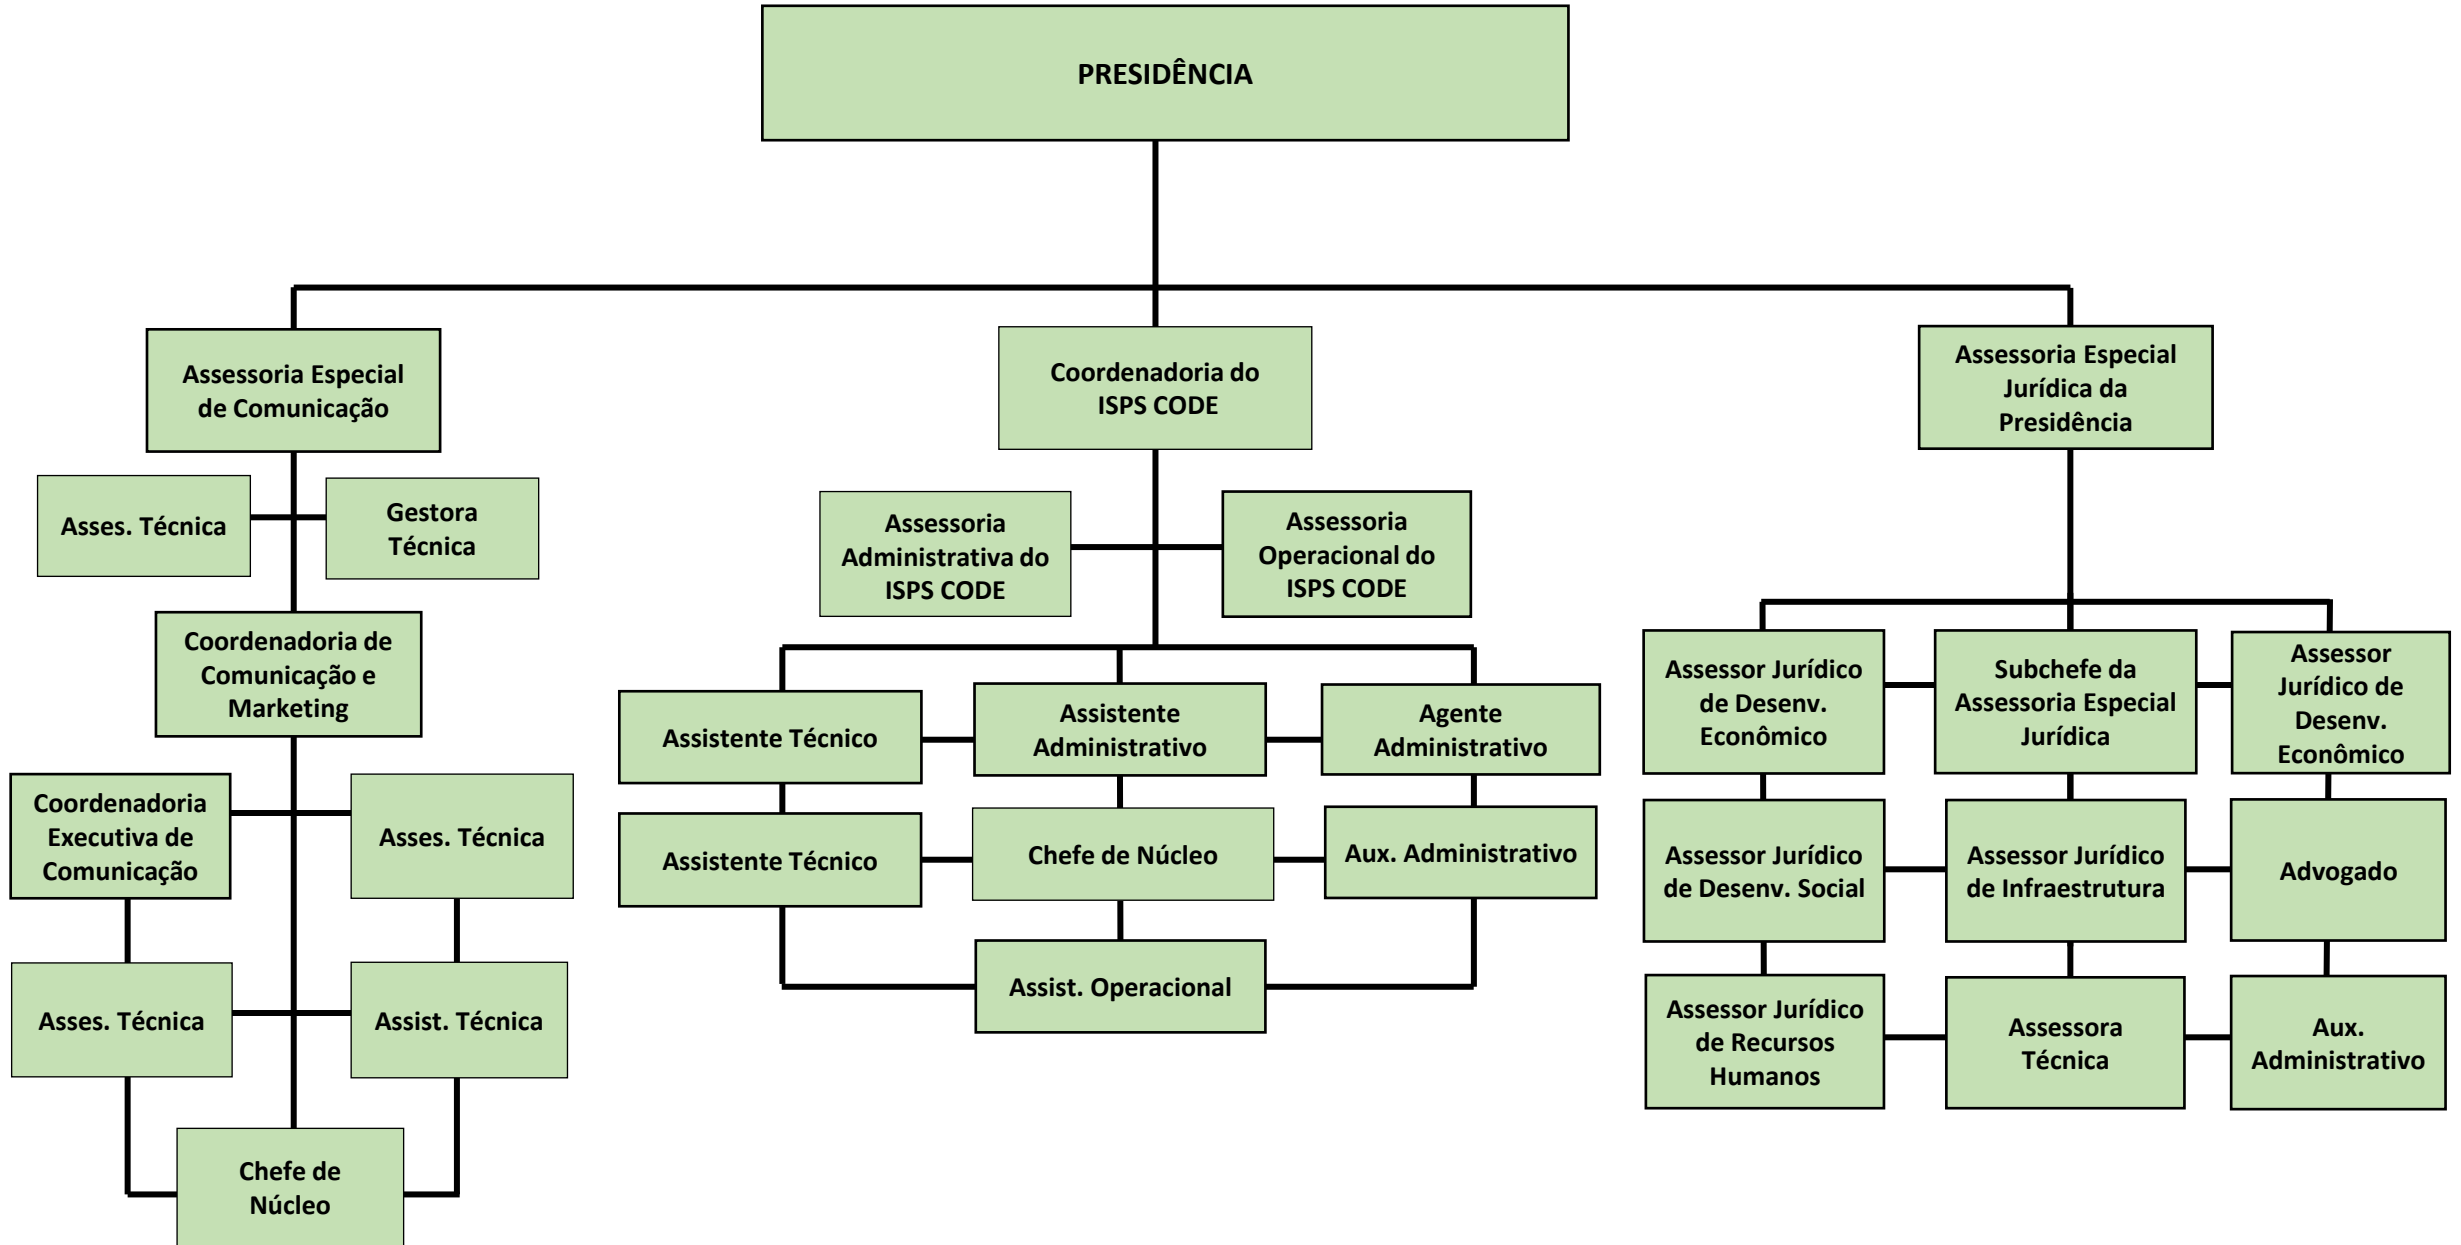 PRESIDÊNCIA
Assessoria Especial
de Comunicação
Coordenadoria do
ISPS CODE
Assessoria Especial
Jurídica da
Presidência
Asses. Técnica
Gestora
Técnica
Assessoria
Administrativa do
ISPS CODE
Assessoria
Operacional do
ISPS CODE
Coordenadoria de
Comunicação e
Marketing
Assistente Técnico
Assistente
Administrativo
Agente
Administrativo
Assessor Jurídico
de Desenv.
Econômico
Subchefe da
Assessoria Especial
Jurídica
Assessor
Jurídico de
Desenv.
Econômico
Coordenadoria
Executiva de
Comunicação
Asses. Técnica
Assistente Técnico
Chefe de Núcleo
Aux. Administrativo
Assessor Jurídico
de Desenv. Social
Assessor Jurídico
de Infraestrutura
Advogado
Asses. Técnica
Assist. Técnica
Assist. Operacional
Assessor Jurídico
de Recursos
Humanos
Assessora
Técnica
Aux.
Administrativo
Chefe de
Núcleo